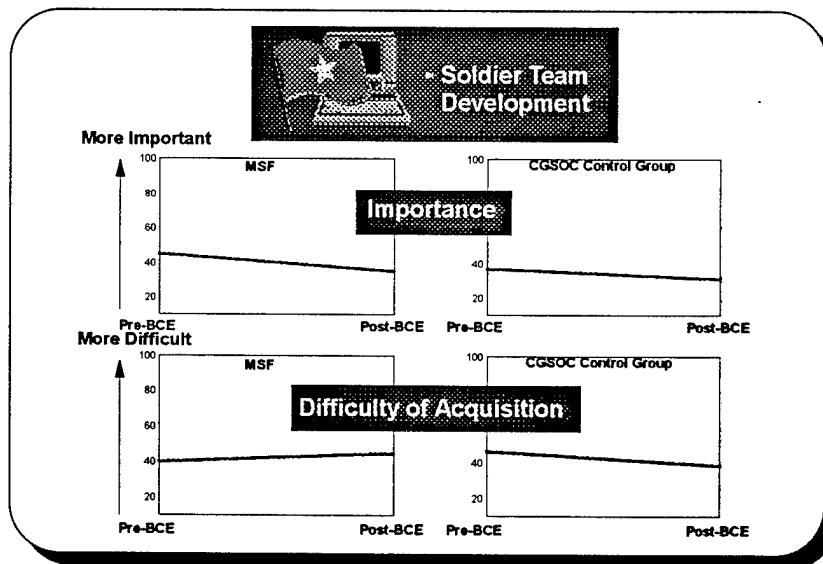 - Soldier Team
Development
More Important
MSF
100
80
60
40
20
CGSOC Control Group
100
40
20
Importance
Pre-BCE
Post-BCE
Pre-BCE
Post-BCE
More Difficult
MSF
100
80
60
40
20
CGSOC Control Group
100
40
20
Difficulty of Acquisition
Pre-BCE
Post-BCE
Pre-BCE
Post-BCE